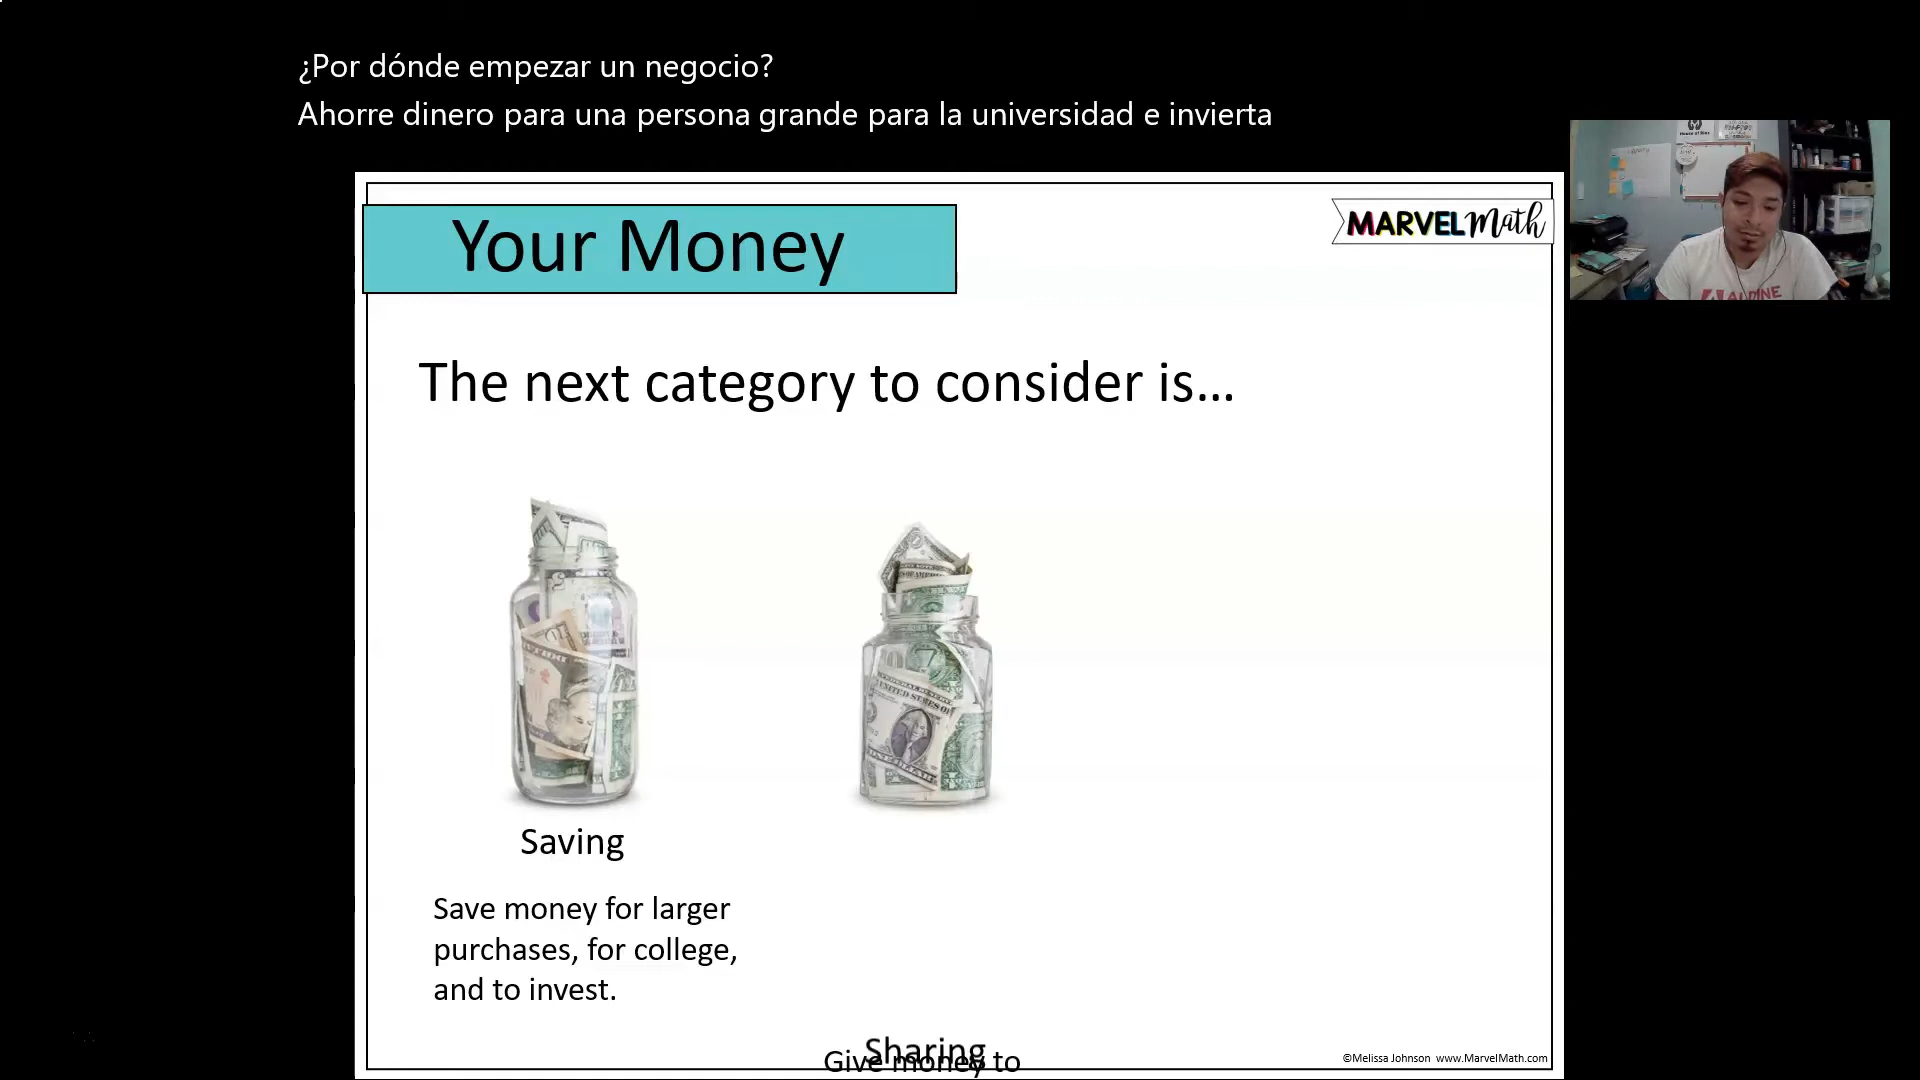 ¿Por dónde empezar un negocio?
Ahorre dinero para una persona grande para la universidad e invierta
Your Money
MARVEL Math
The next category to consider is...
Saving
Save money for larger
purchases, for college,
and to invest.
Sharing
Give money to
©Melissa Johnson www.MarvelMath.com